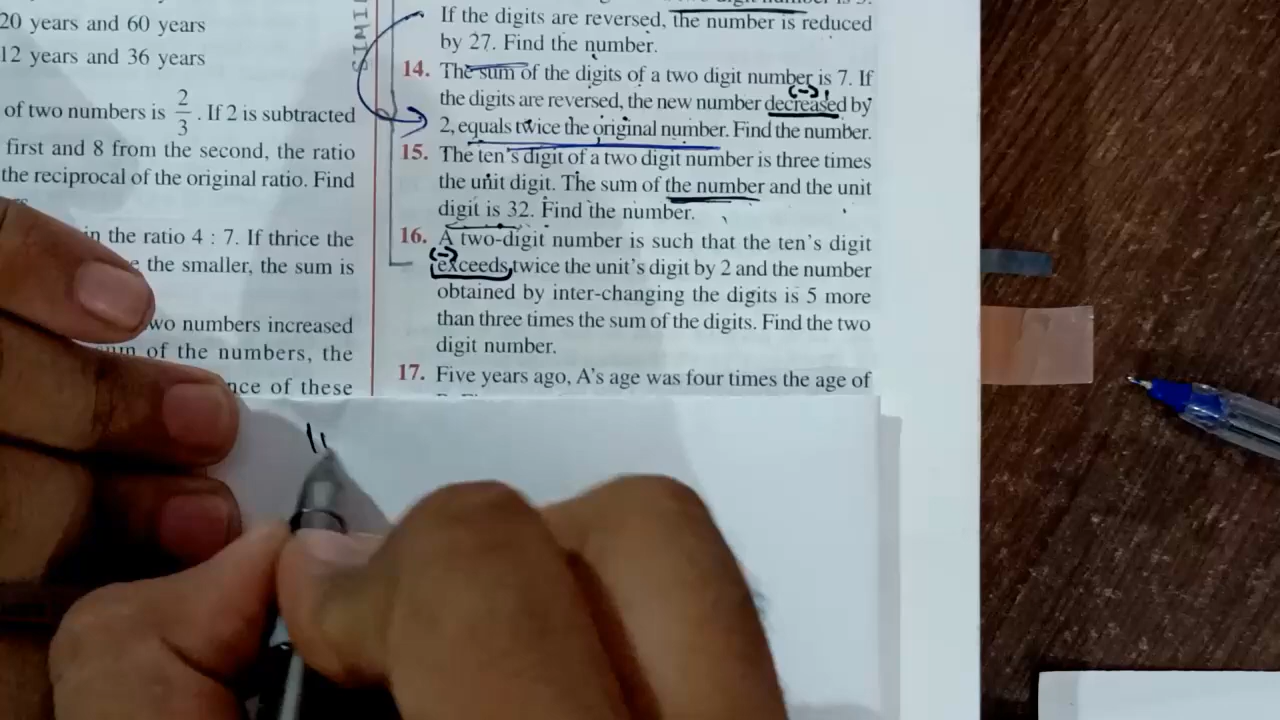 20 years and 60 years
12 years and 36 years
of two numbers is 2/3. If 2 is subtracted
first and 8 from the second, the ratio
the reciprocal of the original ratio. Find
in the ratio 4 : 7. If thrice the
the smaller, the sum is
two numbers increased
sum of the numbers, the
of these
If the digits are reversed, the number is reduced
by 27. Find the number.
14. The sum of the digits of a two digit number is 7. If
the digits are reversed, the new number decreased by
2, equals twice the original number. Find the number.
15. The ten's digit of a two digit number is three times
the unit digit. The sum of the number and the unit
digit is 32. Find the number.
16. A two-digit number is such that the ten's digit
(-)
exceeds twice the unit's digit by 2 and the number
obtained by inter-changing the digits is 5 more
than three times the sum of the digits. Find the two
digit number.
17. Five years ago, A's age was four times the age of